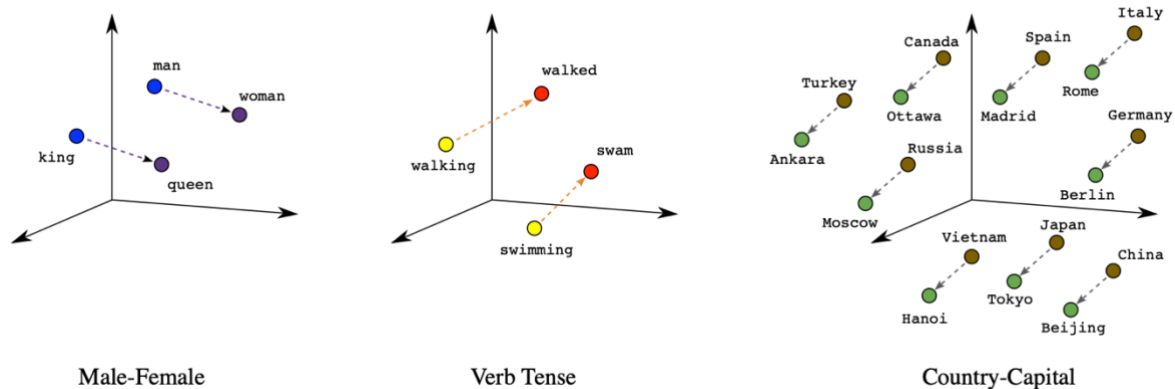 man
woman
king
queen
Male-Female
walked
walking
swam
swimming
Verb Tense
Italy
Spain
Canada
Turkey
Rome
Ottawa
Madrid
Germany
Ankara
Russia
Berlin
Moscow
Japan
Vietnam
China
Tokyo
Hanoi
Beijing
Country-Capital